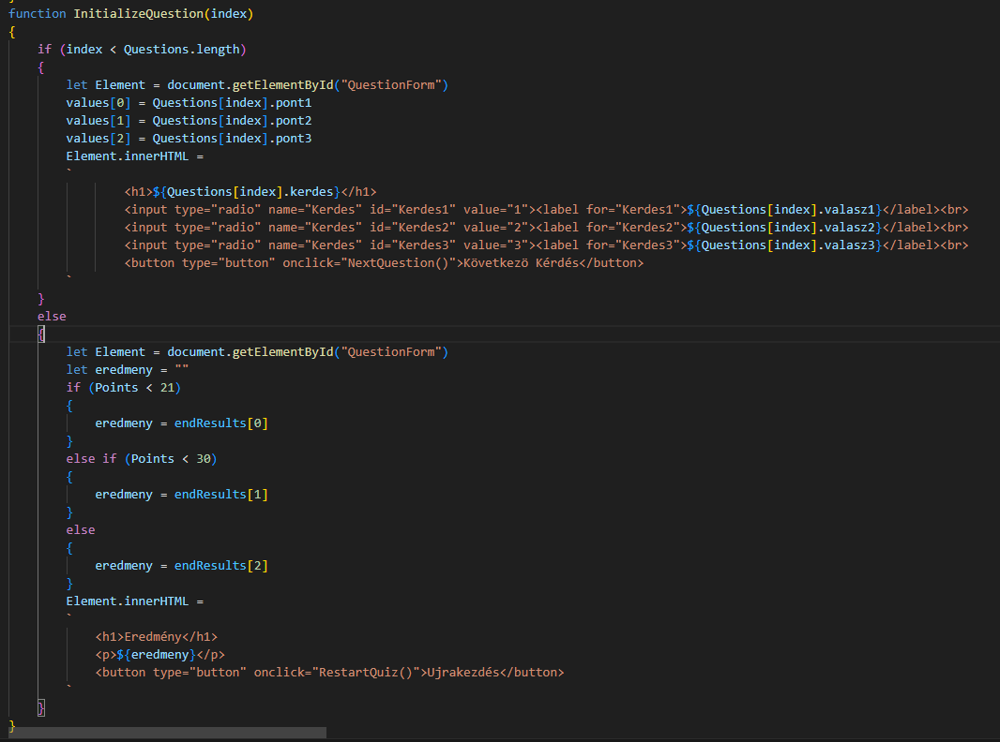 function InitializeQuestion(index)
{
    if (index < Questions.length)
    {
        let Element = document.getElementById("QuestionForm")
        values[0] = Questions[index].pont1
        values[1] = Questions[index].pont2
        values[2] = Questions[index].pont3
        Element.innerHTML =
        `
                <h1>${Questions[index].kerdes}</h1>
                <input type="radio" name="Kerdes" id="Kerdes1" value="1"><label for="Kerdes1">${Questions[index].valasz1}</label><br>
                <input type="radio" name="Kerdes" id="Kerdes2" value="2"><label for="Kerdes2">${Questions[index].valasz2}</label><br>
                <input type="radio" name="Kerdes" id="Kerdes3" value="3"><label for="Kerdes3">${Questions[index].valasz3}</label><br>
                <button type="button" onclick="NextQuestion()">Következö Kérdés</button>
        `
    }
    else
    {
        let Element = document.getElementById("QuestionForm")
        let eredmeny = ""
        if (Points < 21)
        {
            eredmeny = endResults[0]
        }
        else if (Points < 30)
        {
            eredmeny = endResults[1]
        }
        else
        {
            eredmeny = endResults[2]
        }
        Element.innerHTML =
        `
            <h1>Eredmény</h1>
            <p>${eredmeny}</p>
            <button type="button" onclick="RestartQuiz()">Ujrakezdés</button>
        `
    }
}